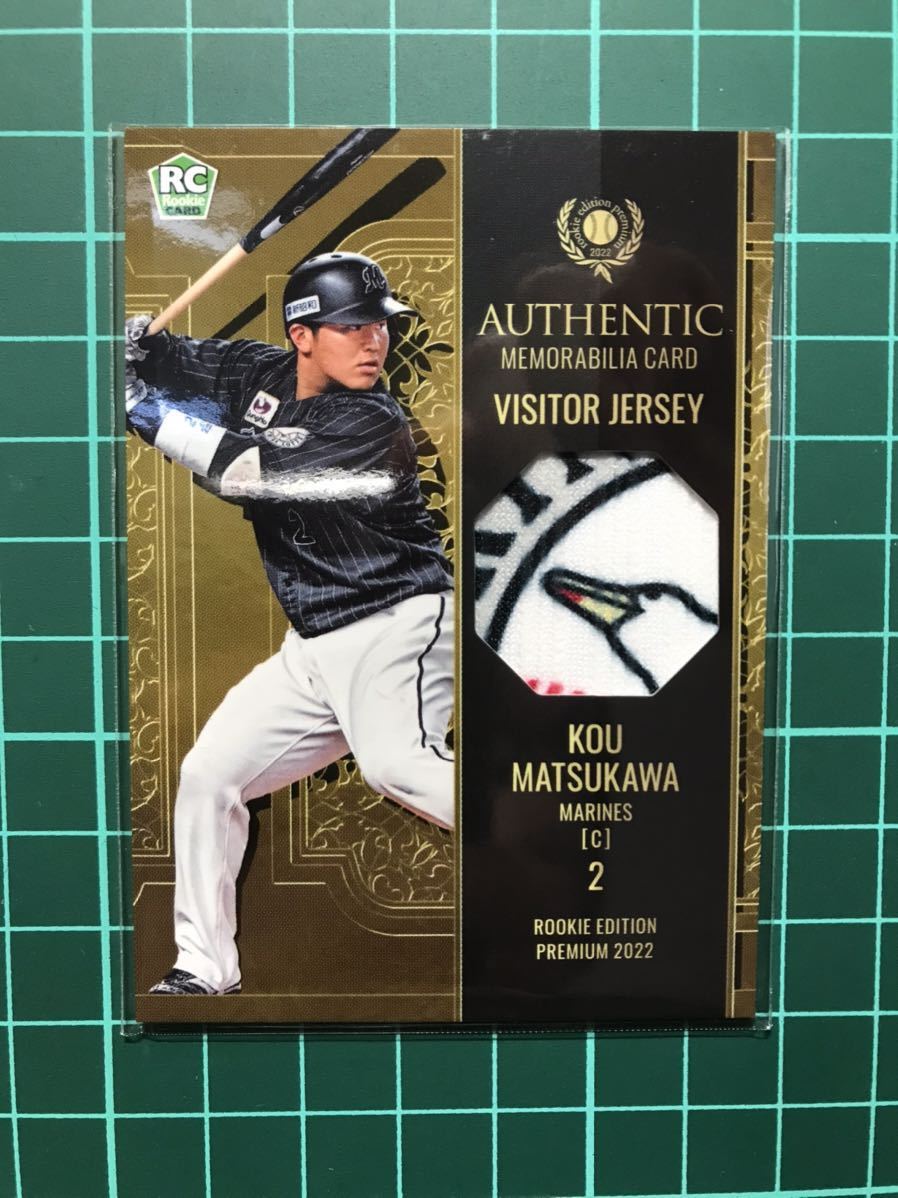 RC
Rookie
CARD
rookie edition premium
2022
AUTHENTIC
MEMORABILIA CARD
VISITOR JERSEY
M
2
KOU
MATSUKAWA
MARINES
[C]
2
ROOKIE EDITION
PREMIUM 2022